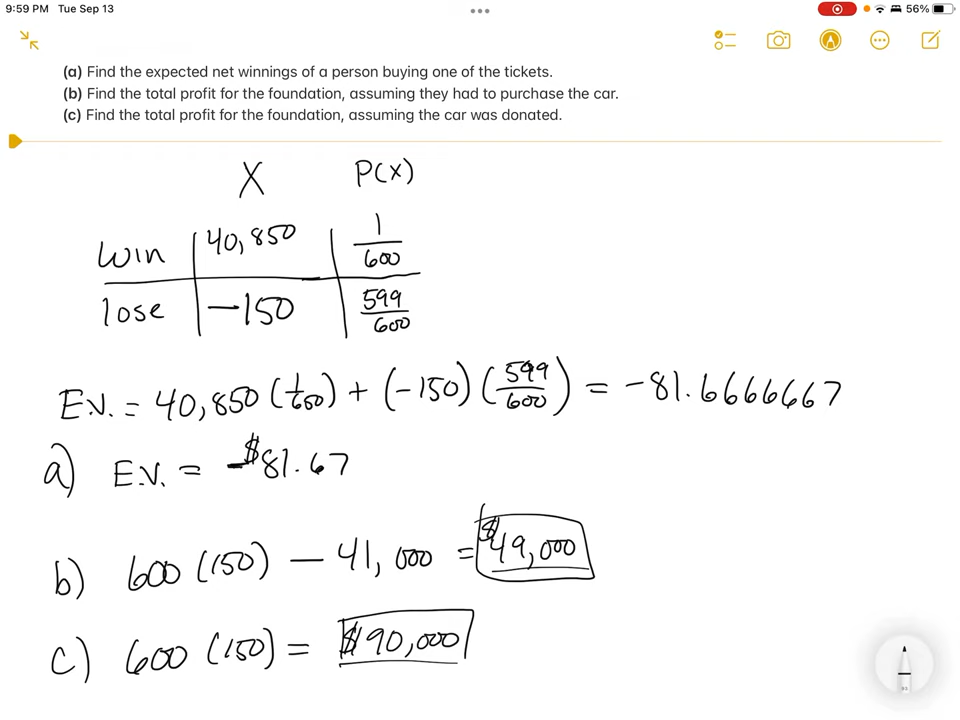 9:59 PM Tue Sep 13 56%
(a) Find the expected net winnings of a person buying one of the tickets.
(b) Find the total profit for the foundation, assuming they had to purchase the car.
(c) Find the total profit for the foundation, assuming the car was donated.
X P(x)
win 40,850 1/600
lose -150 599/600
E.V. = 40,850 (1/600) + (-150) (599/600) = -81.6666667
a) E.V. = -$81.67
b) 600 (150) - 41,000 = $49,000
c) 600 (150) = $90,000